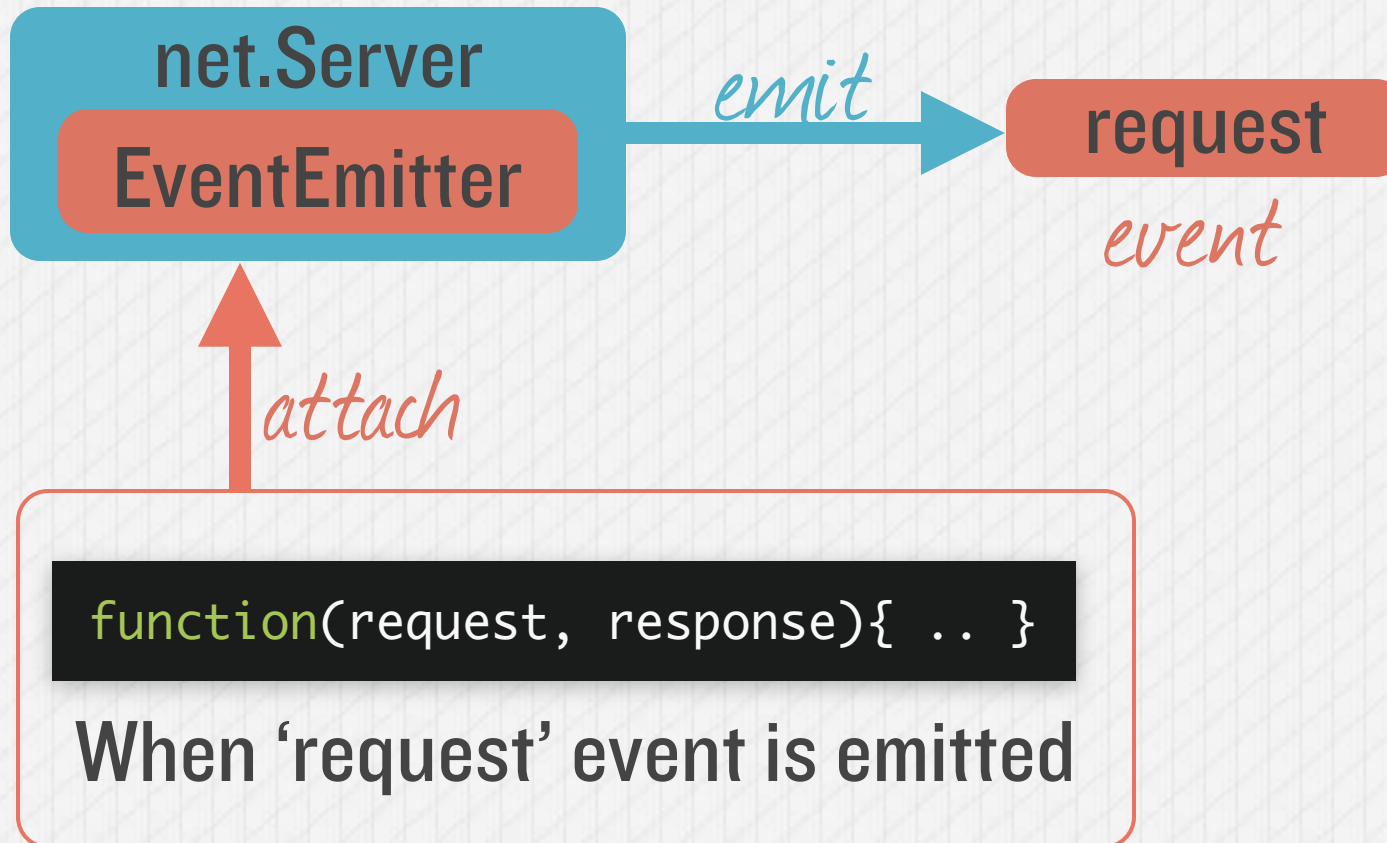 net.Server
EventEmitter
emit
request
event
attach
function(request, response){ .. }
When ‘request’ event is emitted